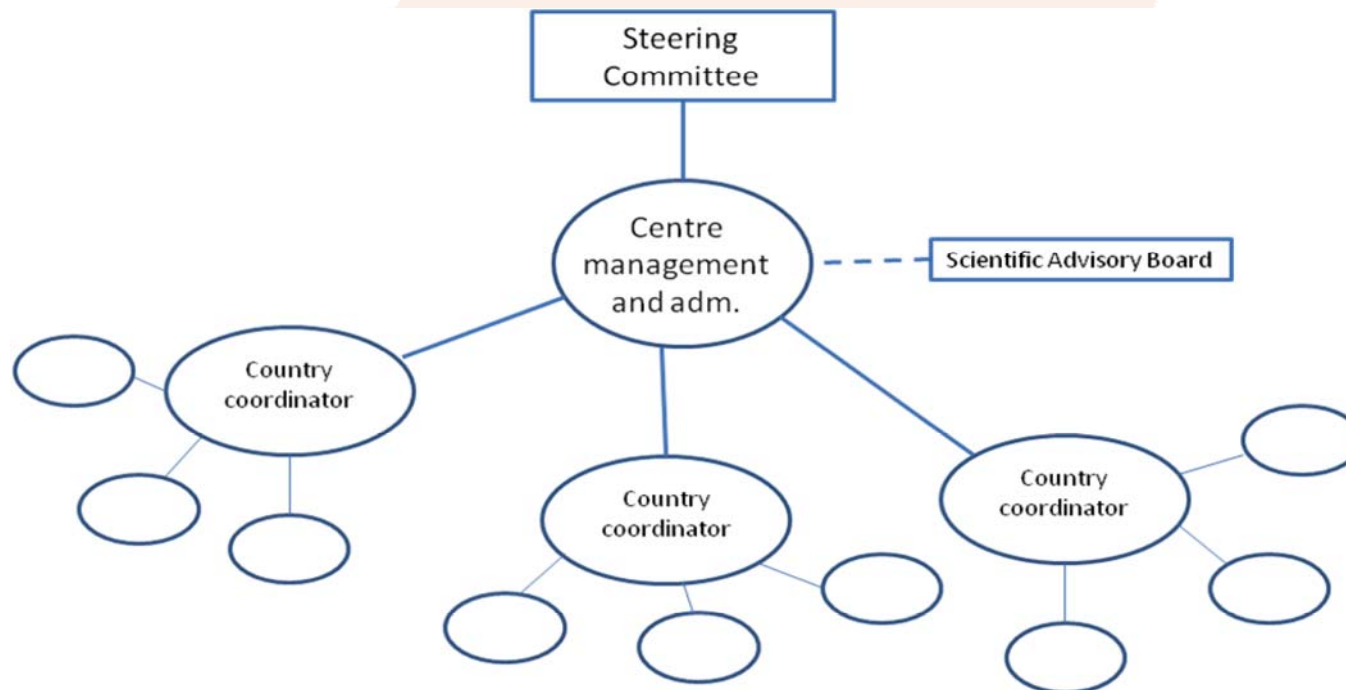 Steering
Committee
Centre
management
and adm.
Scientific Advisory Board
Country
coordinator
Country
coordinator
Country
coordinator